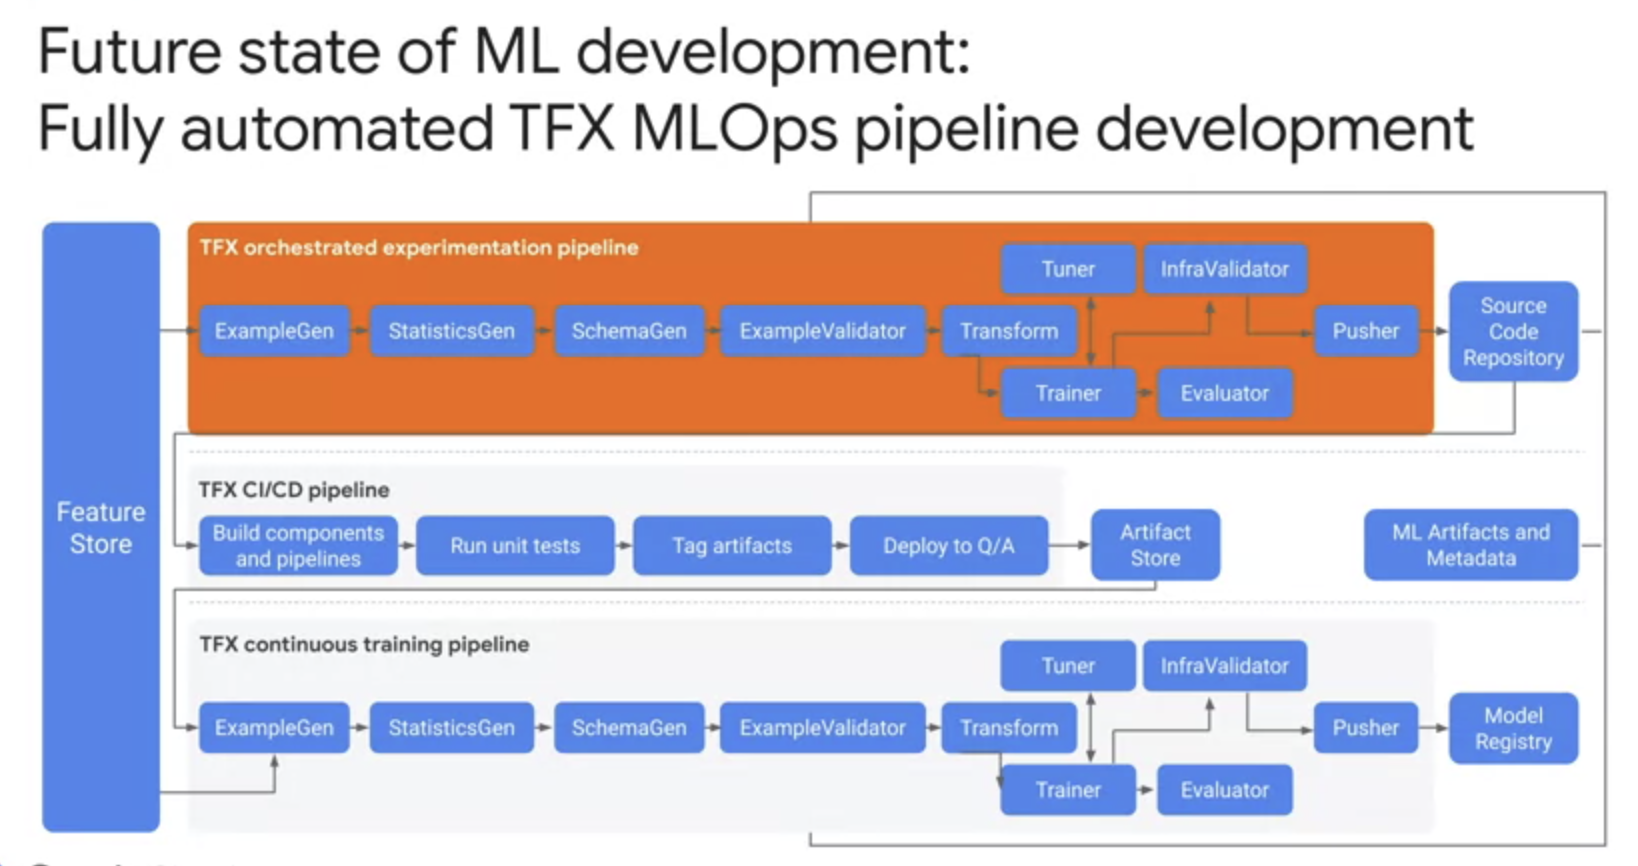 Future state of ML development:
Fully automated TFX MLOps pipeline development
Feature
Store
TFX orchestrated experimentation pipeline
ExampleGen
StatisticsGen
SchemaGen
ExampleValidator
Transform
Tuner
InfraValidator
Trainer
Evaluator
Pusher
Source
Code
Repository
TFX CI/CD pipeline
Build components
and pipelines
Run unit tests
Tag artifacts
Deploy to Q/A
Artifact
Store
ML Artifacts and
Metadata
TFX continuous training pipeline
ExampleGen
StatisticsGen
SchemaGen
ExampleValidator
Transform
Tuner
InfraValidator
Trainer
Evaluator
Pusher
Model
Registry